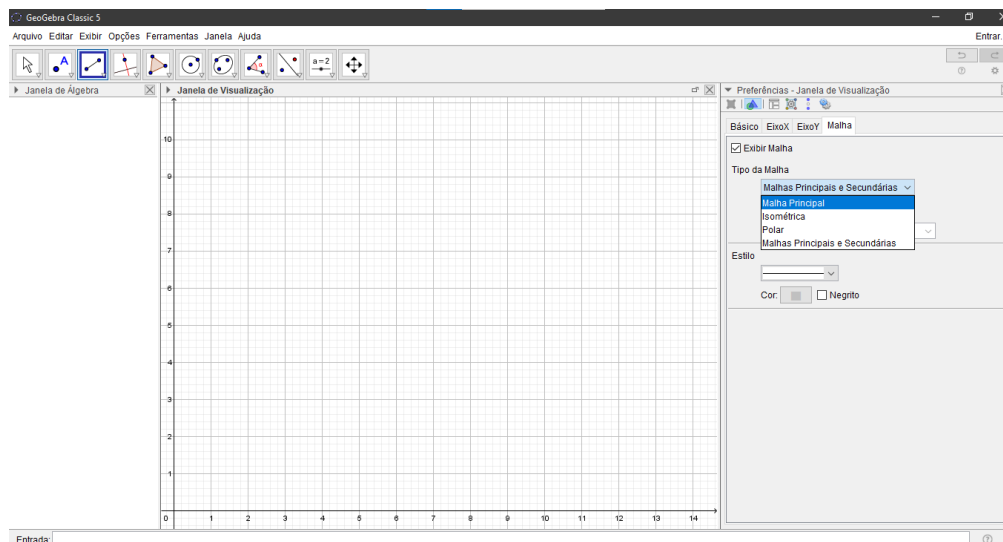 GeoGebra Classic 5
Arquivo Editar Exibir Opções Ferramentas Janela Ajuda
Entrar.
A
a = 2
Janela de Álgebra
Janela de Visualização
Preferências - Janela de Visualização
Básico EixoX EixoY Malha
Exibir Malha
Tipo da Malha
Malhas Principais e Secundárias
Malha Principal
Isométrica
Polar
Malhas Principais e Secundárias
Estilo
Cor: Negrito
10
9
8
7
6
5
4
3
2
1
0 1 2 3 4 5 6 7 8 9 10 11 12 13 14
Entrada: